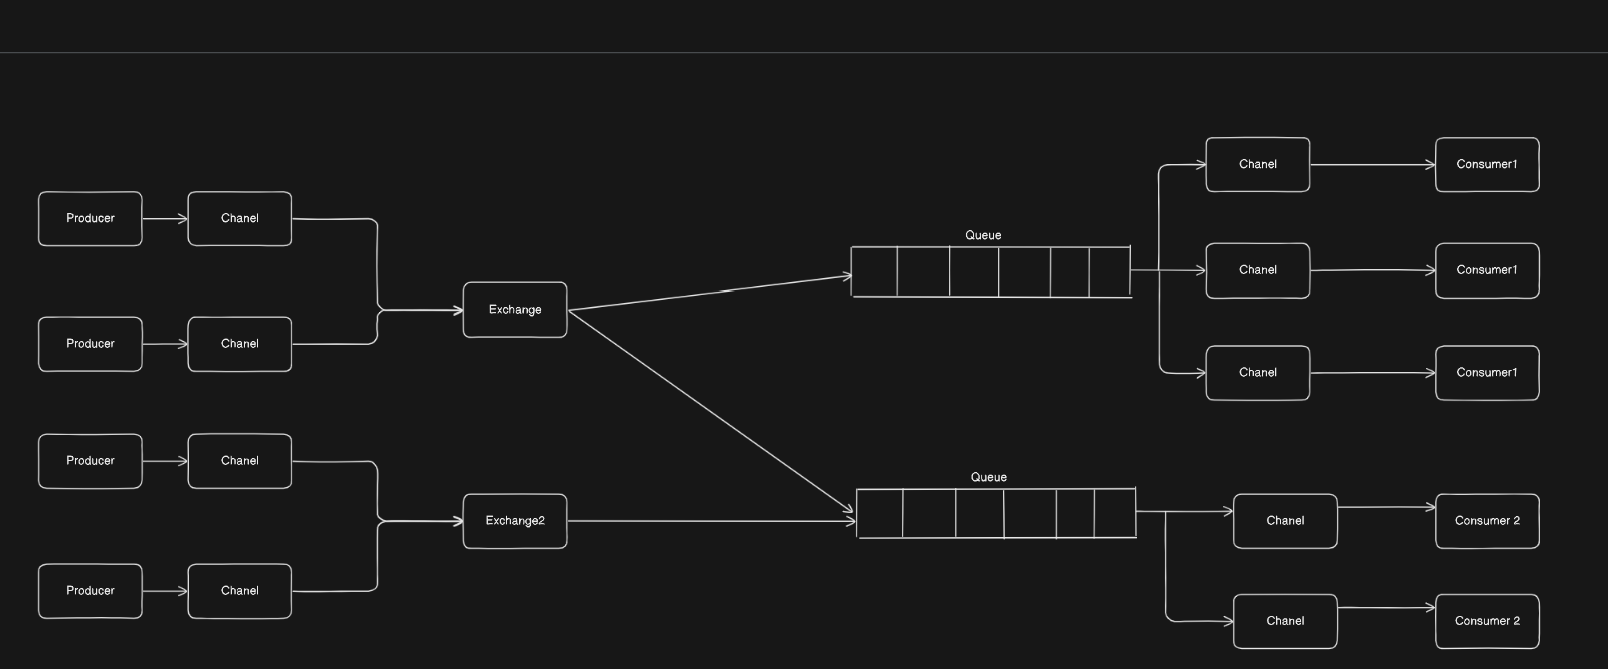 Chanel
Consumer1
Producer
Chanel
Queue
Chanel
Consumer1
Exchange
Producer
Chanel
Chanel
Consumer1
Producer
Chanel
Queue
Exchange2
Chanel
Consumer 2
Producer
Chanel
Chanel
Consumer 2